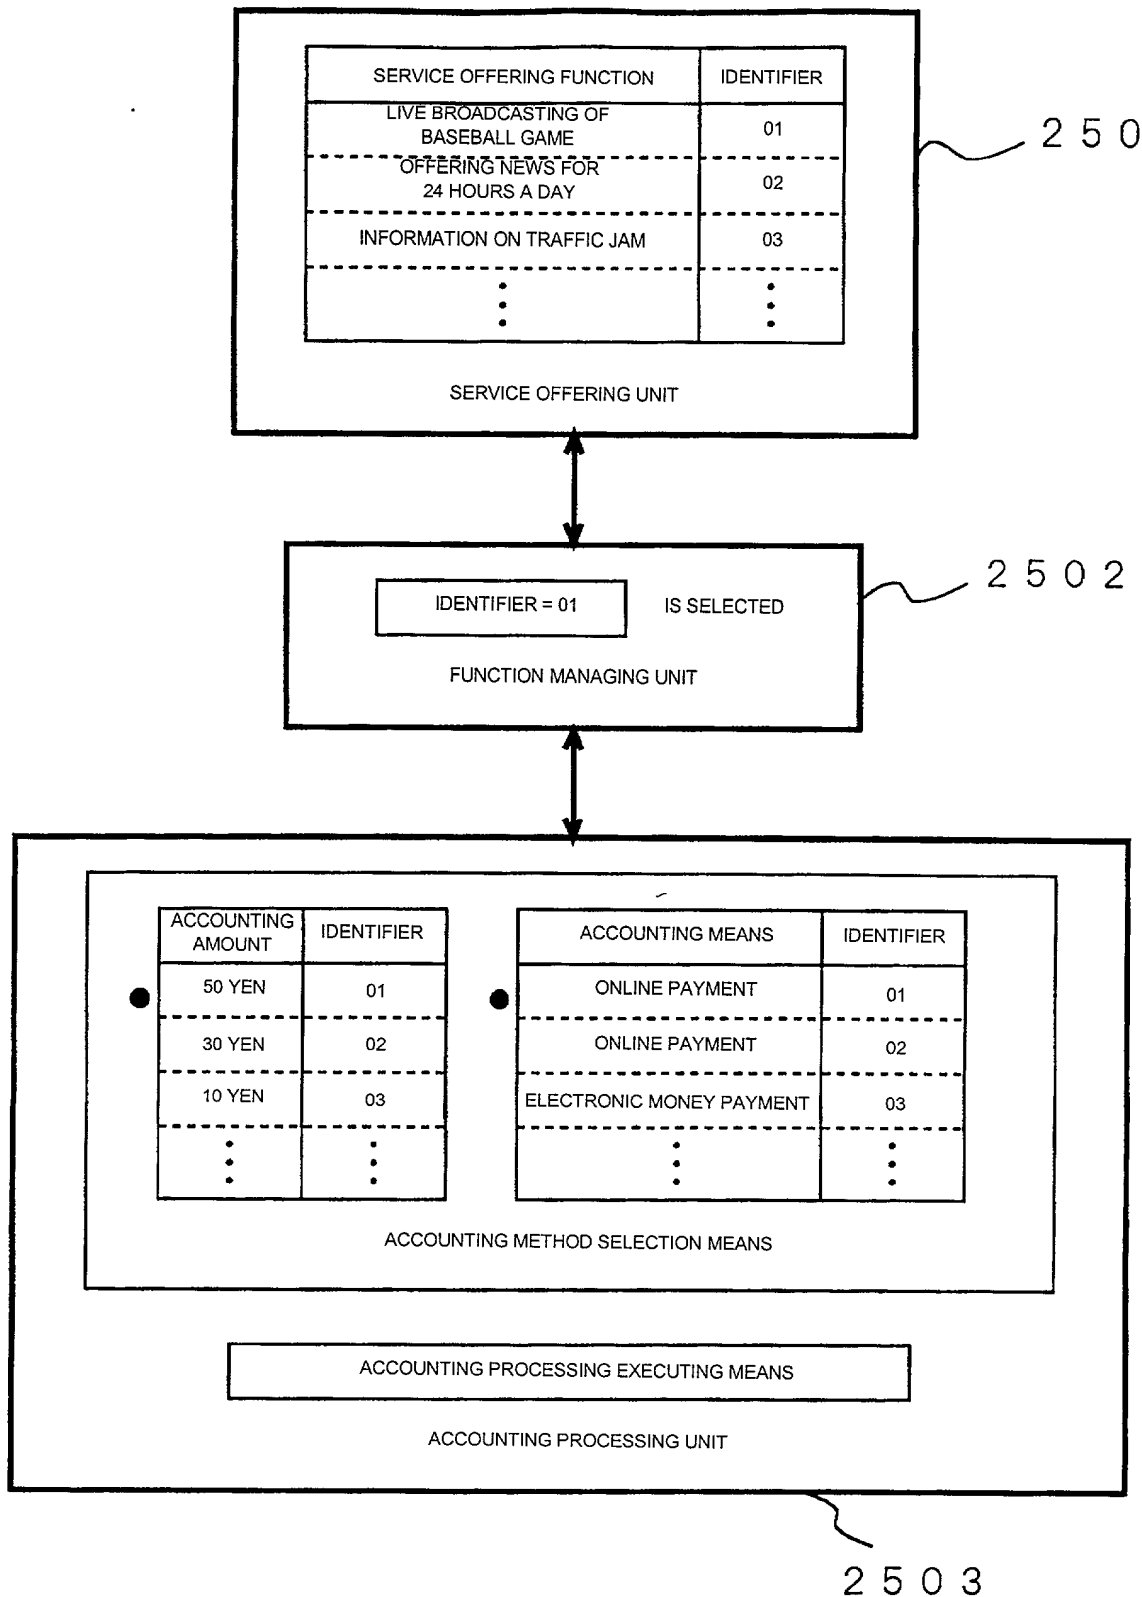 SERVICE OFFERING FUNCTION IDENTIFIER
LIVE BROADCASTING OF
BASEBALL GAME 01
OFFERING NEWS FOR
24 HOURS A DAY 02
INFORMATION ON TRAFFIC JAM 03
SERVICE OFFERING UNIT
250
IDENTIFIER = 01 IS SELECTED
FUNCTION MANAGING UNIT
2502
ACCOUNTING
AMOUNT IDENTIFIER
50 YEN 01
30 YEN 02
10 YEN 03
ACCOUNTING MEANS IDENTIFIER
ONLINE PAYMENT 01
ONLINE PAYMENT 02
ELECTRONIC MONEY PAYMENT 03
ACCOUNTING METHOD SELECTION MEANS
ACCOUNTING PROCESSING EXECUTING MEANS
ACCOUNTING PROCESSING UNIT
2503